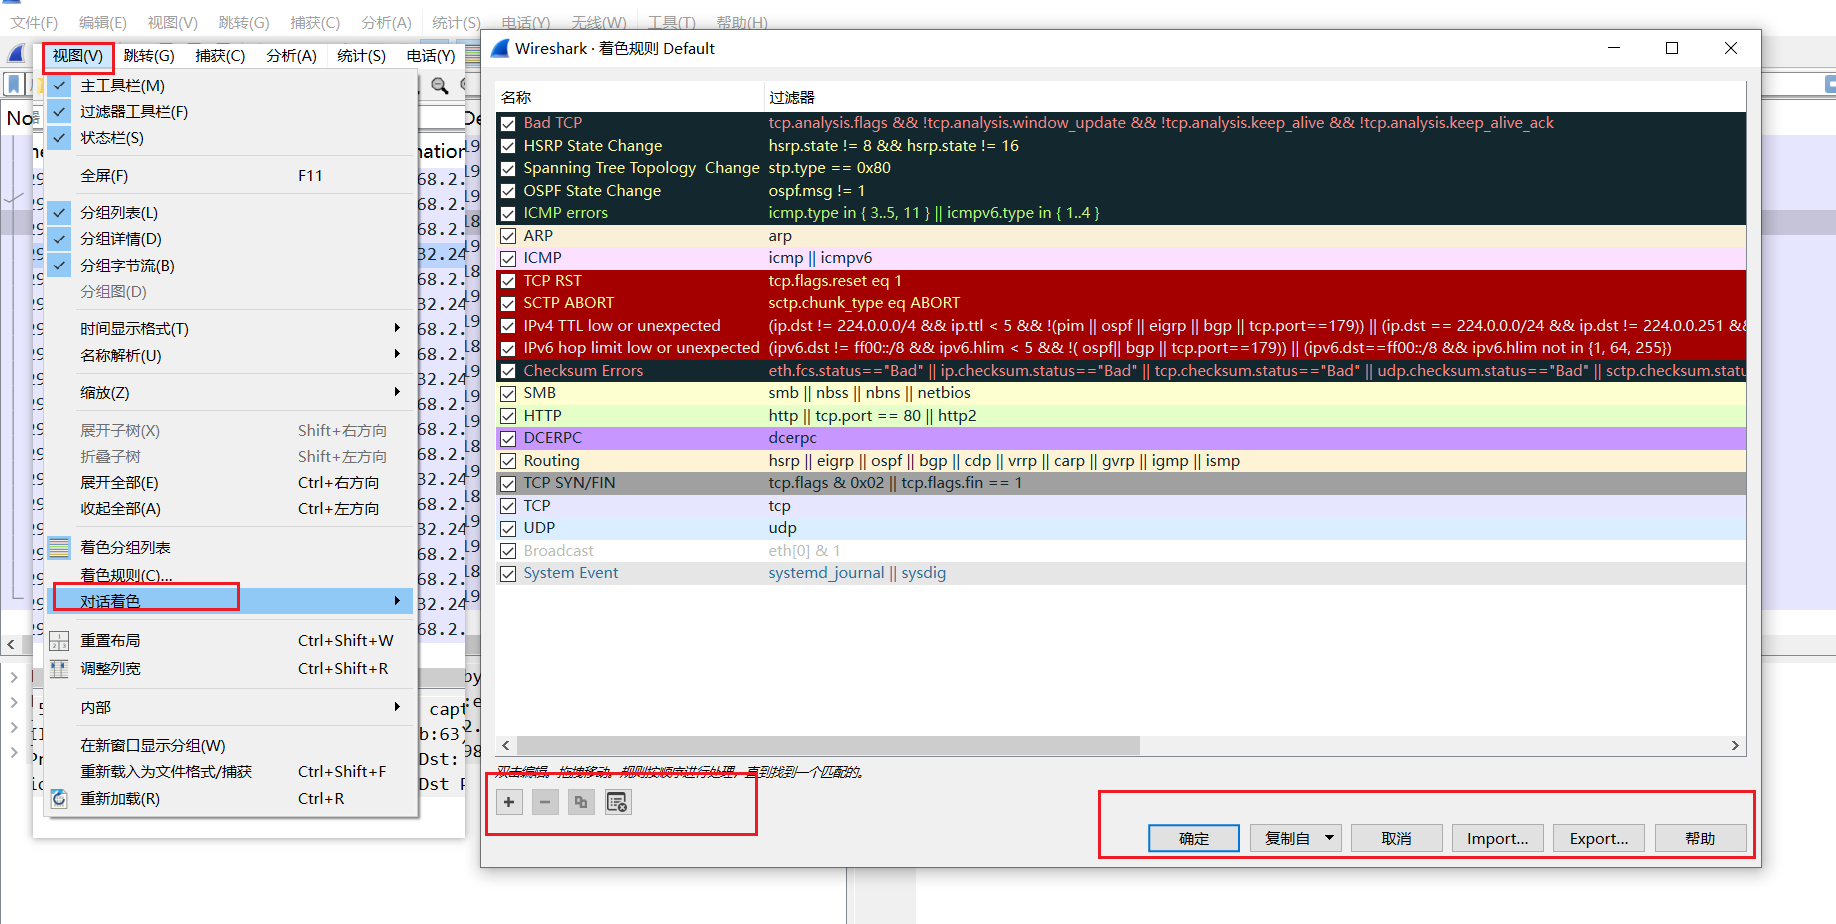 文件(F) 编辑(E) 视图(V) 跳转(G) 捕获(C) 分析(A) 统计(S) 电话(Y) 无线(W) 工具(T) 帮助(H)
视图(V) 跳转(G) 捕获(C) 分析(A) 统计(S) 电话(Y)
主工具栏(M)
过滤器工具栏(F)
状态栏(S)
全屏(F) F11
分组列表(L)
分组详情(D)
分组字节流(B)
分组图(D)
时间显示格式(T)
名称解析(U)
缩放(Z)
展开子树(X) Shift+右方向
折叠子树 Shift+左方向
展开全部(E) Ctrl+右方向
收起全部(A) Ctrl+左方向
着色分组列表
着色规则(C)...
对话着色
重置布局 Ctrl+Shift+W
调整列宽 Ctrl+Shift+R
内部
在新窗口显示分组(W)
重新载入为文件格式/捕获 Ctrl+Shift+F
重新加载(R) Ctrl+R
Wireshark · 着色规则 Default
名称 过滤器
Bad TCP tcp.analysis.flags && !tcp.analysis.window_update && !tcp.analysis.keep_alive && !tcp.analysis.keep_alive_ack
HSRP State Change hsrp.state != 8 && hsrp.state != 16
Spanning Tree Topology Change stp.type == 0x80
OSPF State Change ospf.msg != 1
ICMP errors icmp.type in { 3..5, 11 } || icmpv6.type in { 1..4 }
ARP arp
ICMP icmp || icmpv6
TCP RST tcp.flags.reset eq 1
SCTP ABORT sctp.chunk_type eq ABORT
IPv4 TTL low or unexpected (ip.dst != 224.0.0.0/4 && ip.ttl < 5 && !(pim || ospf || eigrp || bgp || tcp.port==179)) || (ip.dst == 224.0.0.0/24 && ip.dst != 224.0.0.251 &&
IPv6 hop limit low or unexpected (ipv6.dst != ff00::/8 && ipv6.hlim < 5 && !( ospf|| bgp || tcp.port==179)) || (ipv6.dst==ff00::/8 && ipv6.hlim not in {1, 64, 255})
Checksum Errors eth.fcs.status=="Bad" || ip.checksum.status=="Bad" || tcp.checksum.status=="Bad" || udp.checksum.status=="Bad" || sctp.checksum.statu
SMB smb || nbss || nbns || netbios
HTTP http || tcp.port == 80 || http2
DCERPC dcerpc
Routing hsrp || eigrp || ospf || bgp || cdp || vrrp || carp || gvrp || igmp || ismp
TCP SYN/FIN tcp.flags & 0x02 || tcp.flags.fin == 1
TCP tcp
UDP udp
Broadcast eth[0] & 1
System Event systemd_journal || sysdig
双击编辑。拖拽移动。规则按顺序进行处理，直到找到一个匹配的。
确定 复制自 取消 Import... Export... 帮助